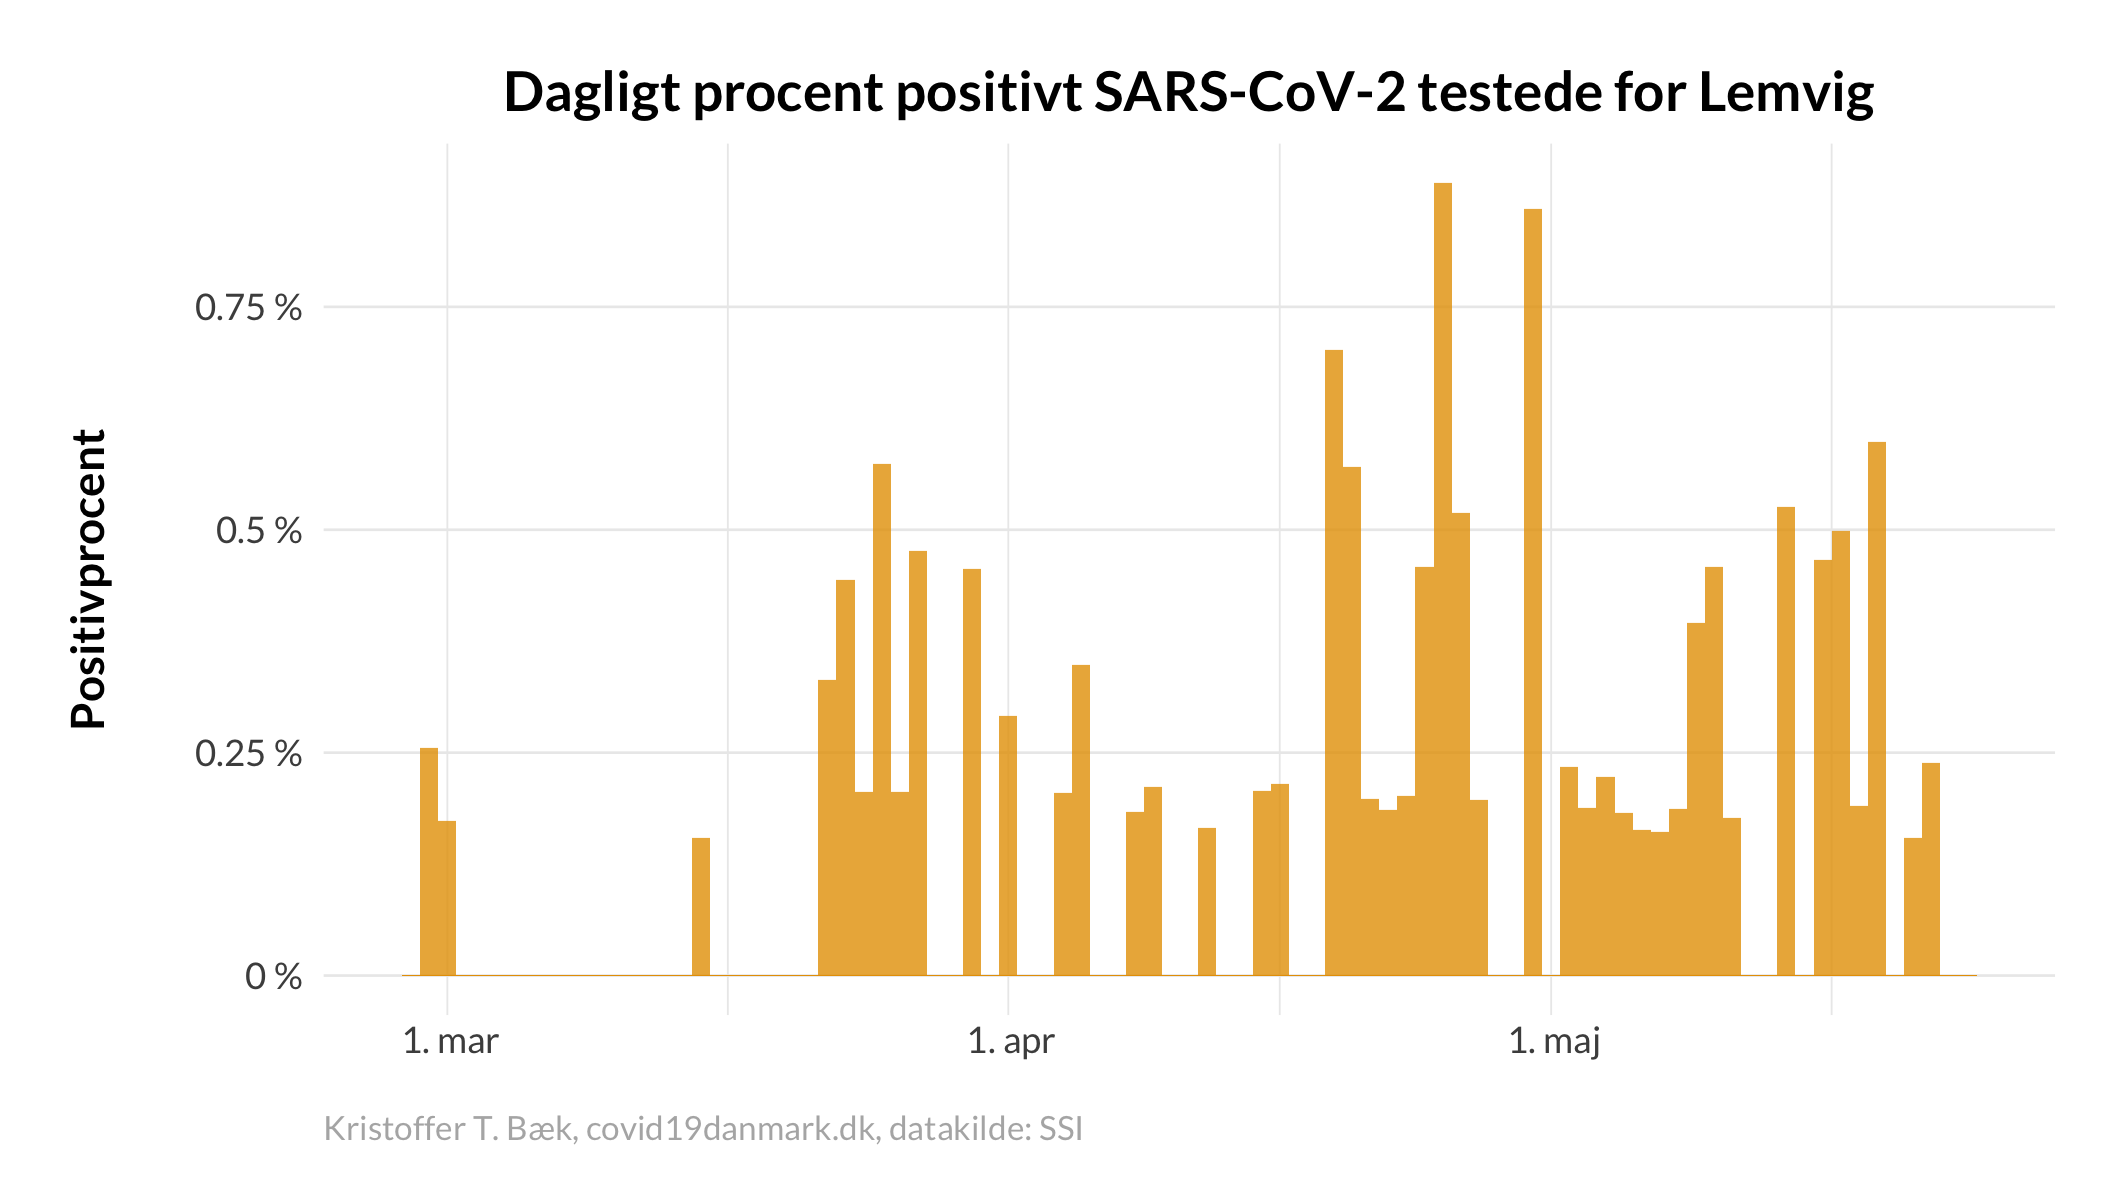 Dagligt procent positivt SARS-CoV-2 testede for Lemvig
Positivprocent
0.75 %
0.5 %
0.25 %
0 %
1. mar
1. apr
1. maj
Kristoffer T. Bæk, covid19danmark.dk, datakilde: SSI